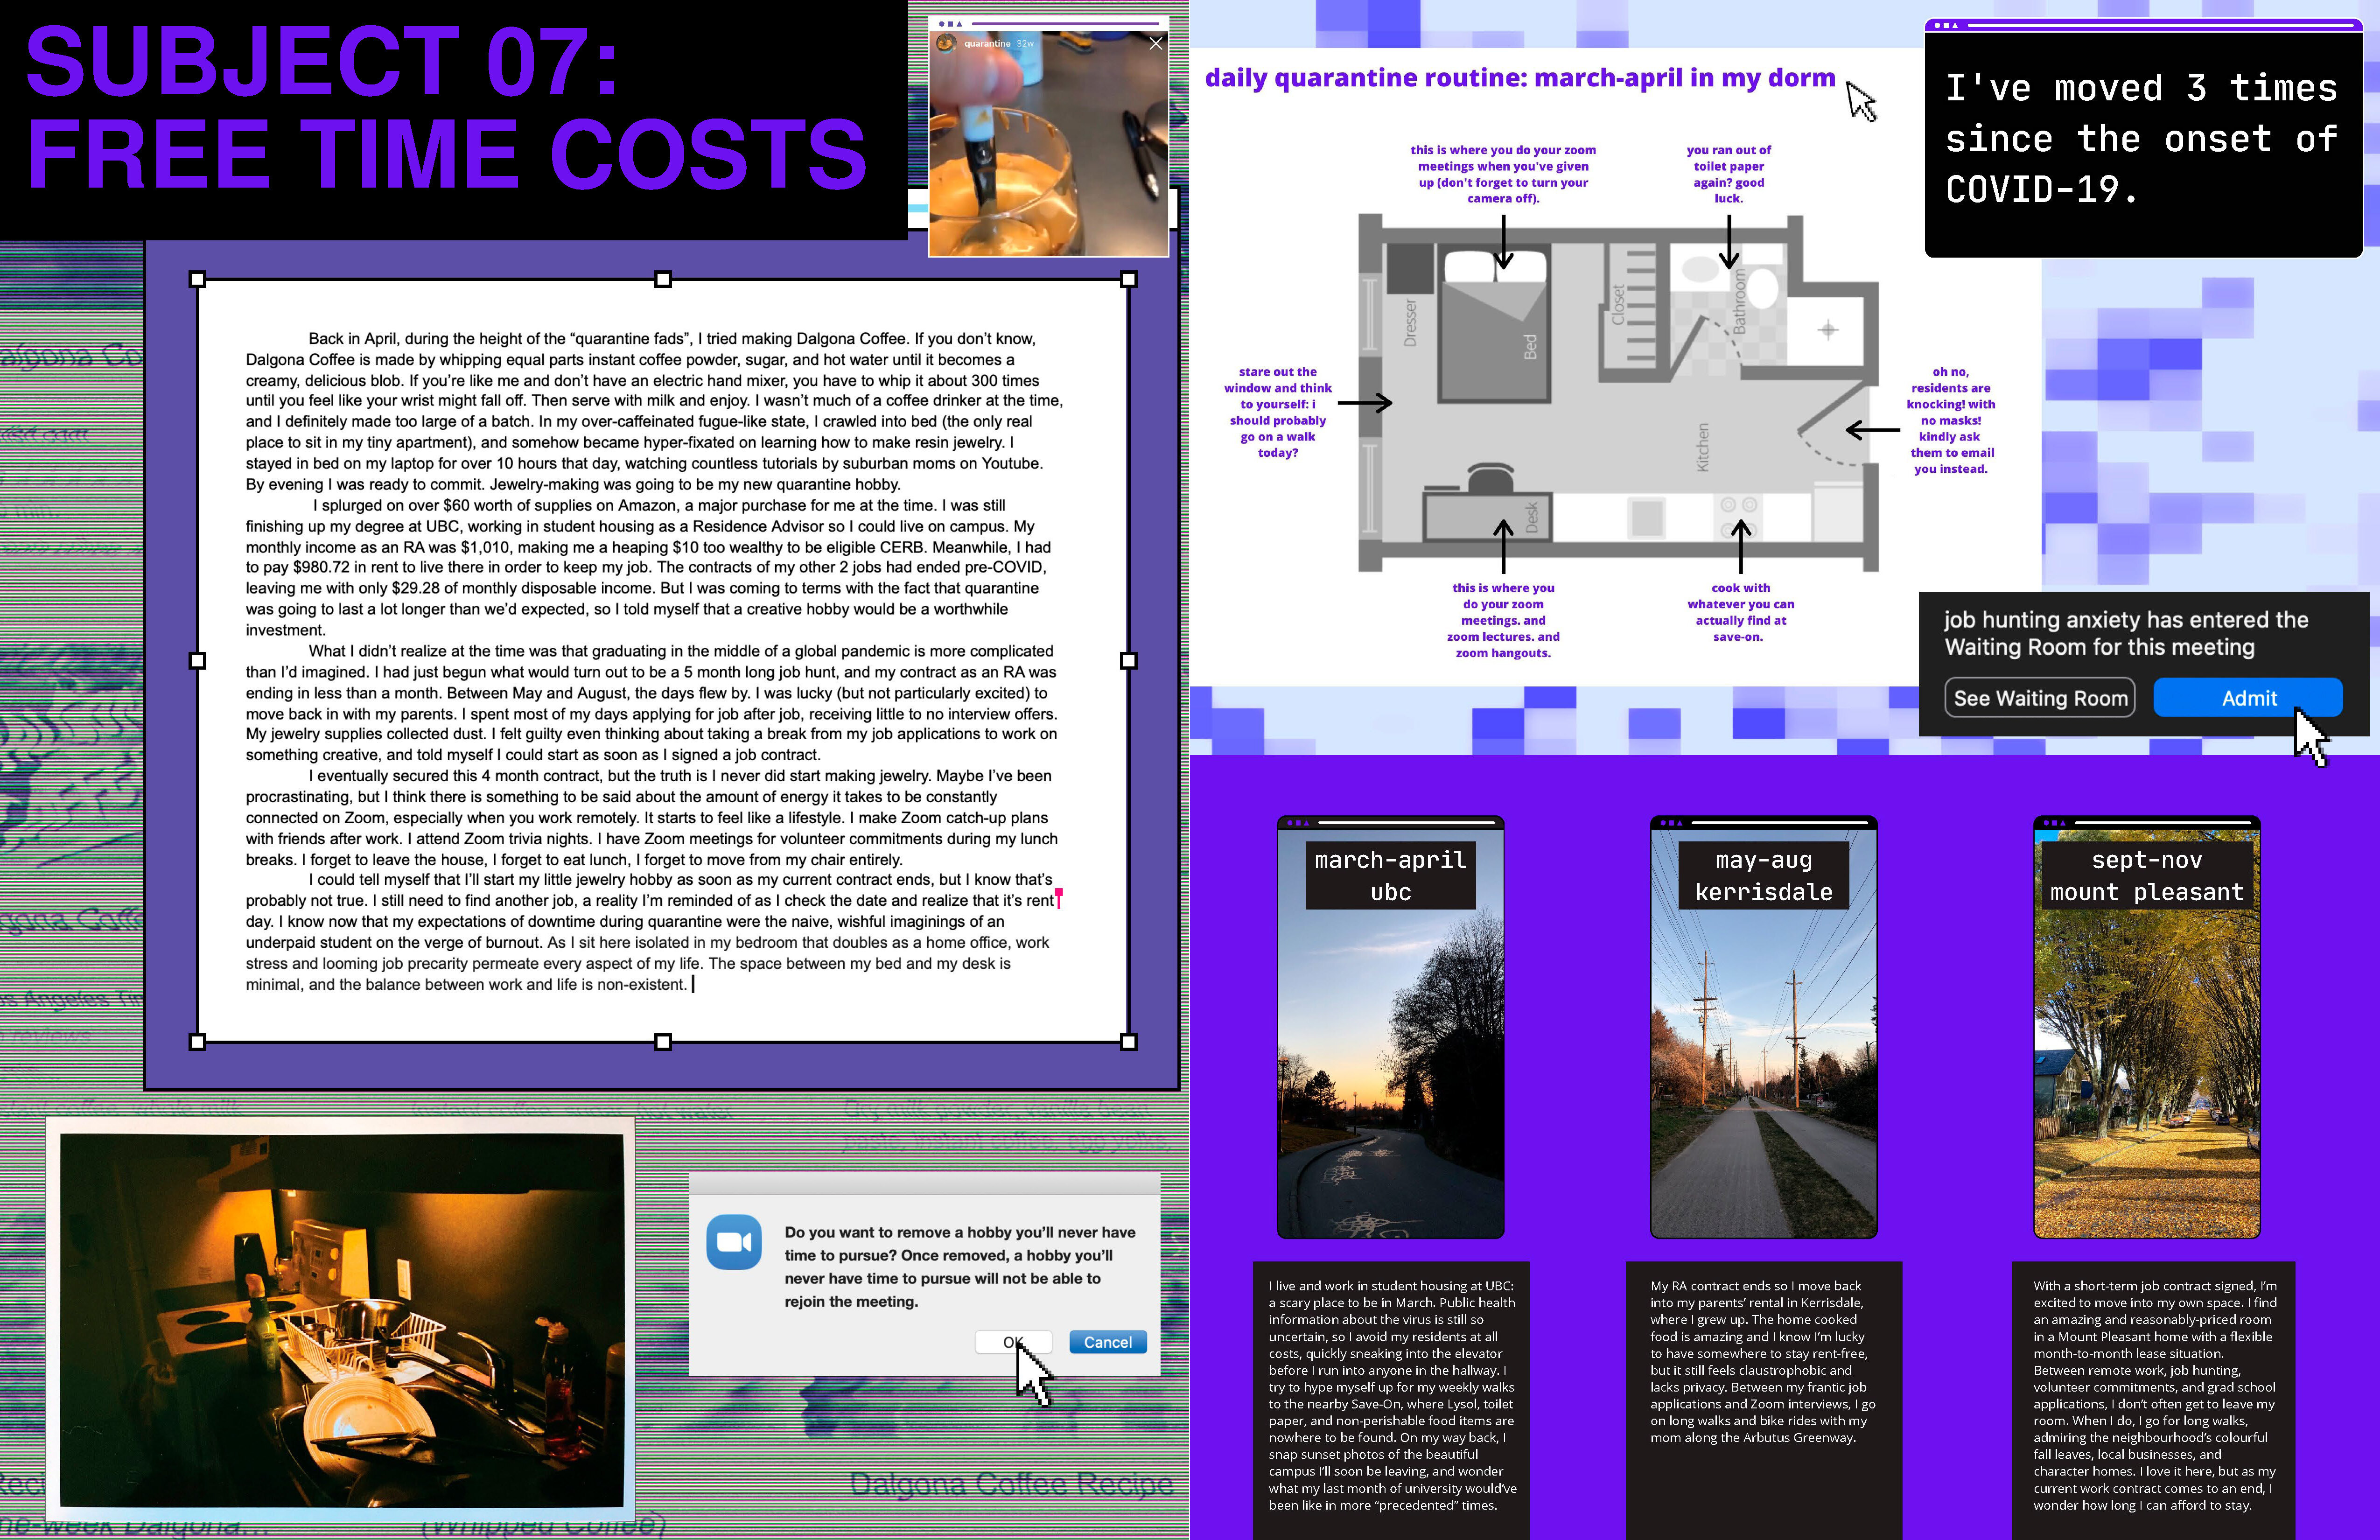 SUBJECT 07:
FREE TIME COSTS
quarantine 32w
Back in April, during the height of the “quarantine fads”, I tried making Dalgona Coffee. If you don’t know,
Dalgona Coffee is made by whipping equal parts instant coffee powder, sugar, and hot water until it becomes a
creamy, delicious blob. If you’re like me and don’t have an electric hand mixer, you have to whip it about 300 times
until you feel like your wrist might fall off. Then serve with milk and enjoy. I wasn’t much of a coffee drinker at the time,
and I definitely made too large of a batch. In my over-caffeinated fugue-like state, I crawled into bed (the only real
place to sit in my tiny apartment), and somehow became hyper-fixated on learning how to make resin jewelry. I
stayed in bed on my laptop for over 10 hours that day, watching countless tutorials by suburban moms on Youtube.
By evening I was ready to commit. Jewelry-making was going to be my new quarantine hobby.
I splurged on over $60 worth of supplies on Amazon, a major purchase for me at the time. I was still
finishing up my degree at UBC, working in student housing as a Residence Advisor so I could live on campus. My
monthly income as an RA was $1,010, making me a heaping $10 too wealthy to be eligible CERB. Meanwhile, I had
to pay $980.72 in rent to live there in order to keep my job. The contracts of my other 2 jobs had ended pre-COVID,
leaving me with only $29.28 of monthly disposable income. But I was coming to terms with the fact that quarantine
was going to last a lot longer than we’d expected, so I told myself that a creative hobby would be a worthwhile
investment.
What I didn’t realize at the time was that graduating in the middle of a global pandemic is more complicated
than I’d imagined. I had just begun what would turn out to be a 5 month long job hunt, and my contract as an RA was
ending in less than a month. Between May and August, the days flew by. I was lucky (but not particularly excited) to
move back in with my parents. I spent most of my days applying for job after job, receiving little to no interview offers.
My jewelry supplies collected dust. I felt guilty even thinking about taking a break from my job applications to work on
something creative, and told myself I could start as soon as I signed a job contract.
I eventually secured this 4 month contract, but the truth is I never did start making jewelry. Maybe I’ve been
procrastinating, but I think there is something to be said about the amount of energy it takes to be constantly
connected on Zoom, especially when you work remotely. It starts to feel like a lifestyle. I make Zoom catch-up plans
with friends after work. I attend Zoom trivia nights. I have Zoom meetings for volunteer commitments during my lunch
breaks. I forget to leave the house, I forget to eat lunch, I forget to move from my chair entirely.
I could tell myself that I’ll start my little jewelry hobby as soon as my current contract ends, but I know that’s
probably not true. I still need to find another job, a reality I’m reminded of as I check the date and realize that it’s rent
day. I know now that my expectations of downtime during quarantine were the naive, wishful imaginings of an
underpaid student on the verge of burnout. As I sit here isolated in my bedroom that doubles as a home office, work
stress and looming job precarity permeate every aspect of my life. The space between my bed and my desk is
minimal, and the balance between work and life is non-existent.
Do you want to remove a hobby you’ll never have
time to pursue? Once removed, a hobby you’ll
never have time to pursue will not be able to
rejoin the meeting.
OK
Cancel
Dalgona Coffee Recipe
(Whipped Coffee)
daily quarantine routine: march-april in my dorm
this is where you do your zoom
meetings when you've given
up (don't forget to turn your
camera off).
you ran out of
toilet paper
again? good
luck.
Dresser
Bed
Closet
Bathroom
stare out the
window and think
to yourself: i
should probably
go on a walk
today?
oh no,
residents are
knocking! with
no masks!
kindly ask
them to email
you instead.
Kitchen
Desk
this is where you
do your zoom
meetings. and
zoom lectures. and
zoom hangouts.
cook with
whatever you can
actually find at
save-on.
I've moved 3 times
since the onset of
COVID-19.
job hunting anxiety has entered the
Waiting Room for this meeting
See Waiting Room
Admit
march-april
ubc
I live and work in student housing at UBC:
a scary place to be in March. Public health
information about the virus is still so
uncertain, so I avoid my residents at all
costs, quickly sneaking into the elevator
before I run into anyone in the hallway. I
try to hype myself up for my weekly walks
to the nearby Save-On, where Lysol, toilet
paper, and non-perishable food items are
nowhere to be found. On my way back, I
snap sunset photos of the beautiful
campus I’ll soon be leaving, and wonder
what my last month of university would’ve
been like in more “precedented” times.
may-aug
kerrisdale
My RA contract ends so I move back
into my parents’ rental in Kerrisdale,
where I grew up. The home cooked
food is amazing and I know I’m lucky
to have somewhere to stay rent-free,
but it still feels claustrophobic and
lacks privacy. Between my frantic job
applications and Zoom interviews, I go
on long walks and bike rides with my
mom along the Arbutus Greenway.
sept-nov
mount pleasant
With a short-term job contract signed, I’m
excited to move into my own space. I find
an amazing and reasonably-priced room
in a Mount Pleasant home with a flexible
month-to-month lease situation.
Between remote work, job hunting,
volunteer commitments, and grad school
applications, I don’t often get to leave my
room. When I do, I go for long walks,
admiring the neighbourhood’s colourful
fall leaves, local businesses, and
character homes. I love it here, but as my
current work contract comes to an end, I
wonder how long I can afford to stay.